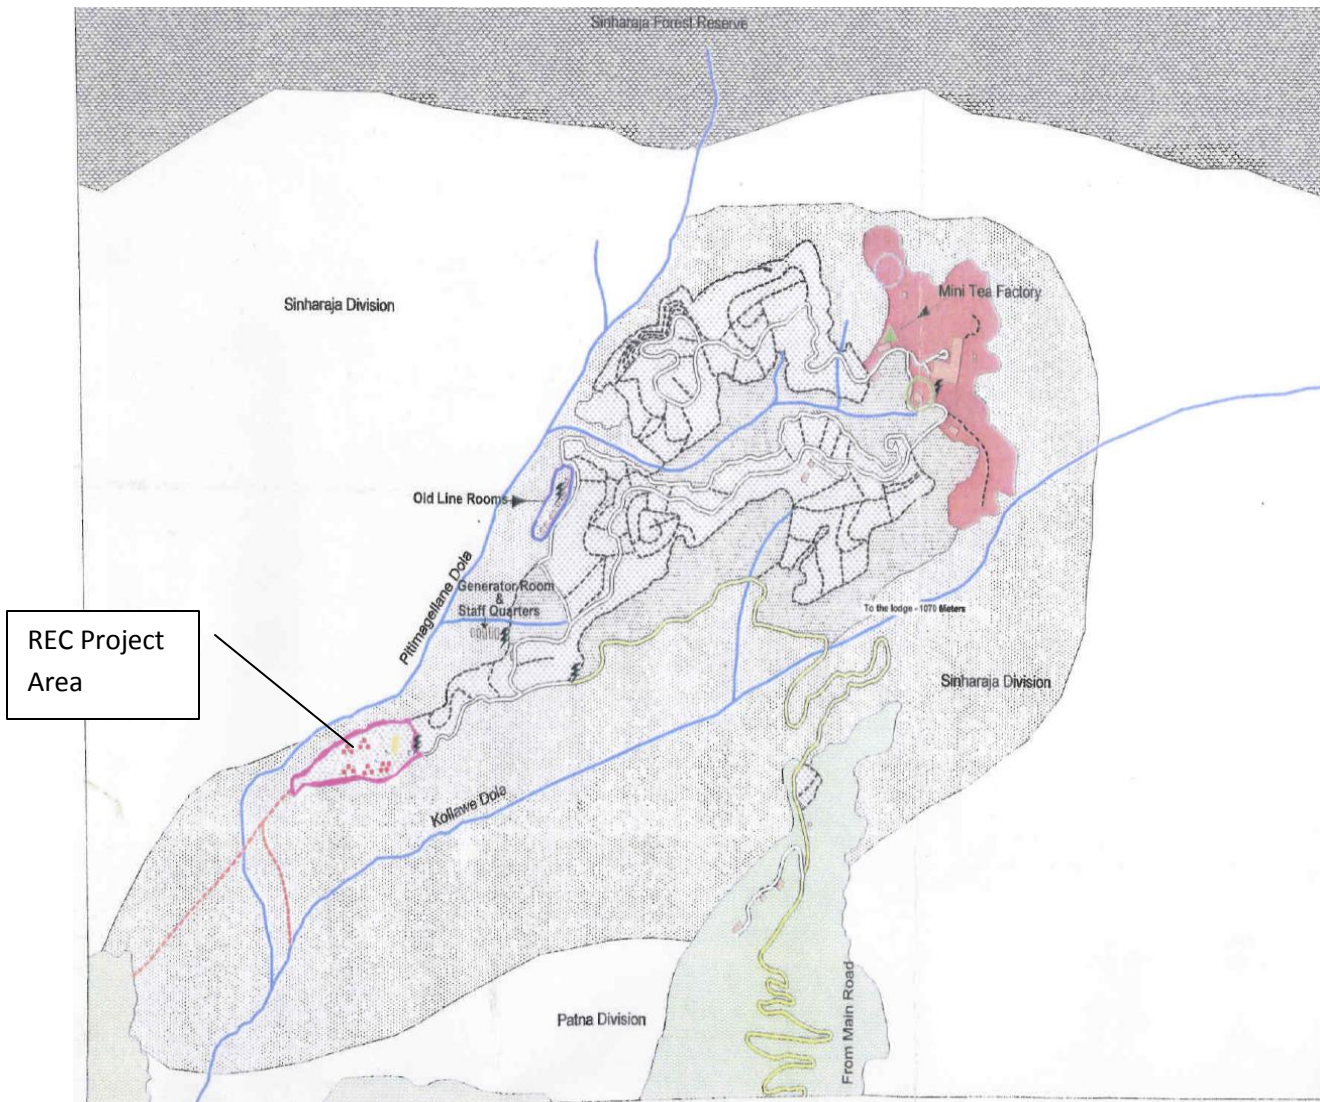 Sinharaja Forest Reserve
Mini Tea Factory
Sinharaja Division
Old Line Rooms
Pitimagellane Dola
Generator Room
&
Staff Quarters
To the lodge - 1070 Meters
REC Project
Area
Sinharaja Division
Kollawe Dola
Patna Division
From Main Road